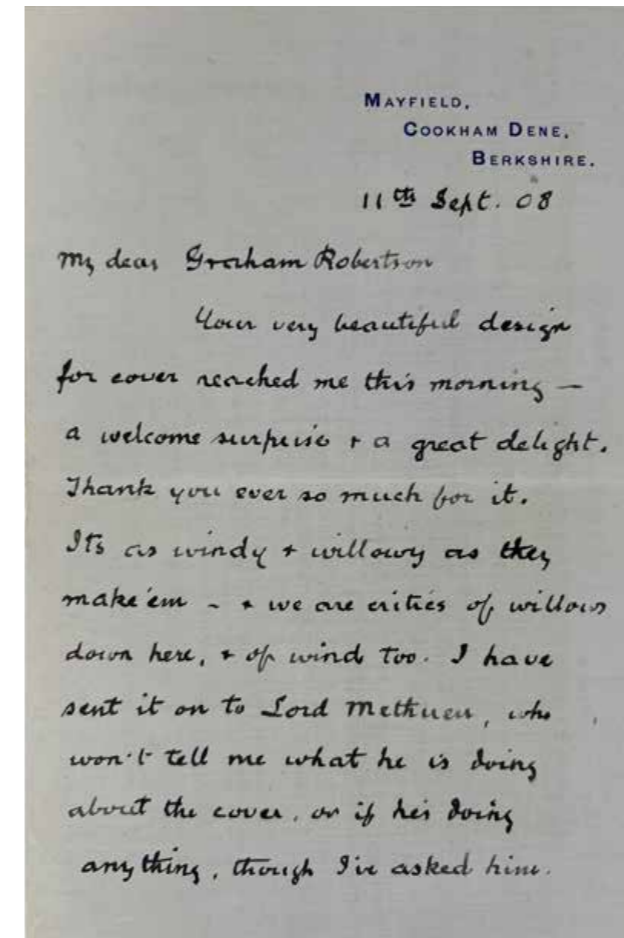 MAYFIELD,
COOKHAM DENE,
BERKSHIRE.
11th Sept. 08
My dear Graham Robertson
Your very beautiful design
for cover reached me this morning —
a welcome surprise + a great delight.
Thank you ever so much for it.
Its as windy + willowy as they
make 'em - + we are critics of willows
down here, + of wind too. I have
sent it on to Lord Methuen, who
won't tell me what he is doing
about the cover, or if he's doing
anything, though I've asked him.